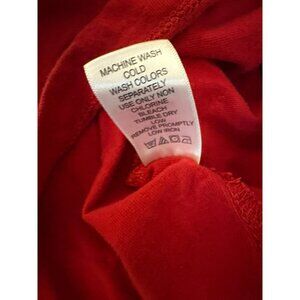 MACHINE WASH
COLD
WASH COLORS
SEPARATELY
USE ONLY NON
CHLORINE
BLEACH
TUMBLE DRY
LOW
REMOVE PROMPTLY
LOW IRON